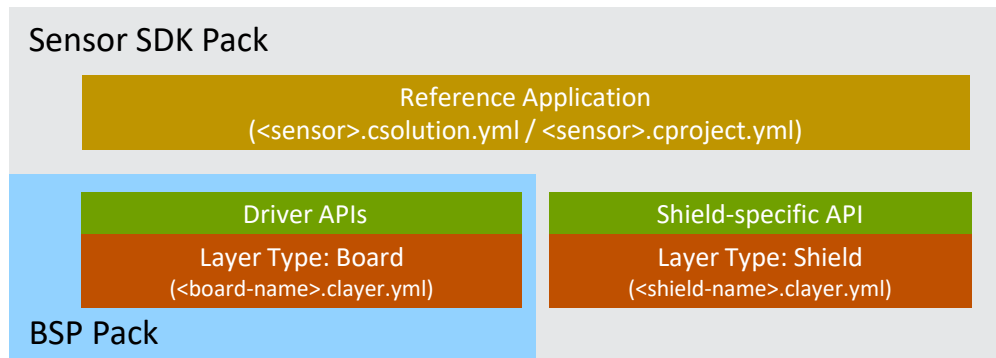 Sensor SDK Pack
Reference Application
(<sensor>.csolution.yml / <sensor>.cproject.yml)
Driver APIs
Layer Type: Board
(<board-name>.clayer.yml)
Shield-specific API
Layer Type: Shield
(<shield-name>.clayer.yml)
BSP Pack